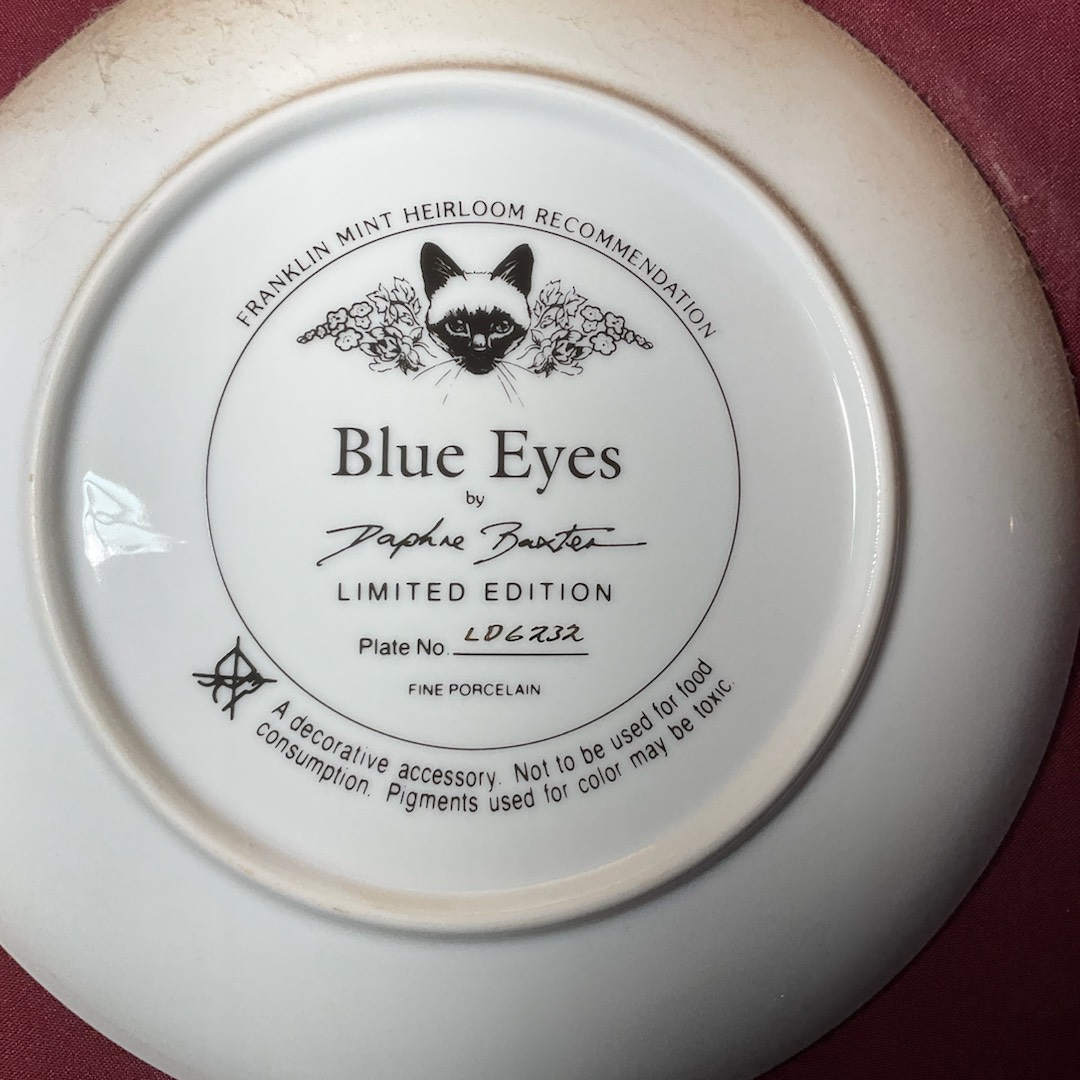 FRANKLIN MINT HEIRLOOM RECOMMENDATION
Blue Eyes
by
Daphne Baxter
LIMITED EDITION
Plate No. LD6232
FINE PORCELAIN
A decorative accessory. Not to be used for food
consumption. Pigments used for color may be toxic.